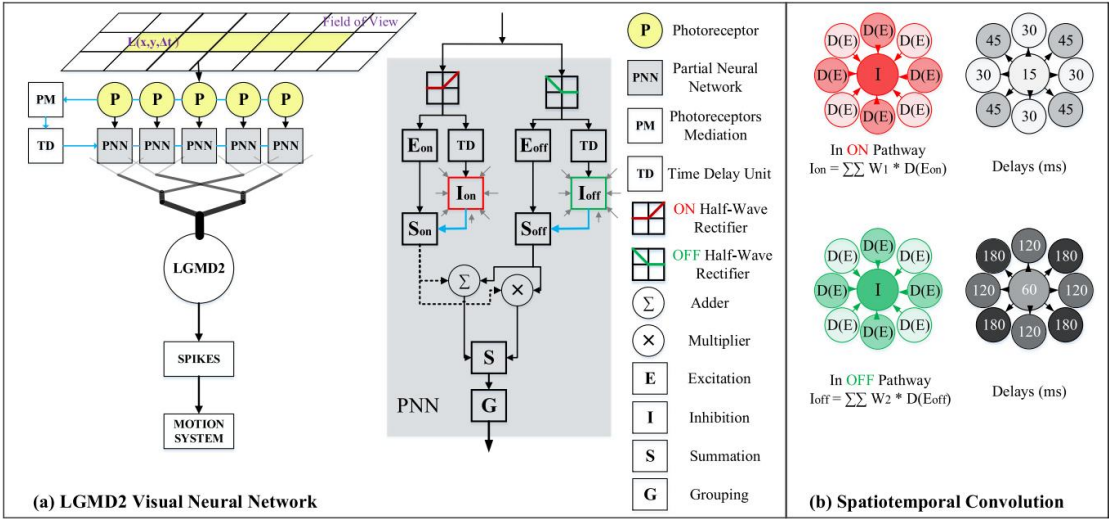 Field of View
L(x,y,Δt)
P P P P P
PM
TD
PNN PNN PNN PNN PNN
LGMD2
SPIKES
MOTION
SYSTEM
(a) LGMD2 Visual Neural Network
Eon TD Eoff TD
Ion Ioff
Son Soff
Σ ×
S
G
PNN
P Photoreceptor
PNN Partial Neural
Network
PM Photoreceptors
Mediation
TD Time Delay Unit
ON Half-Wave
Rectifier
OFF Half-Wave
Rectifier
Σ Adder
× Multiplier
E Excitation
I Inhibition
S Summation
G Grouping
D(E)
D(E) D(E)
D(E) I D(E)
D(E) D(E)
D(E)
In ON Pathway
Ion = ∑∑ W1 * D(Eon)
30
45 45
30 15 30
45 45
30
Delays (ms)
D(E)
D(E) D(E)
D(E) I D(E)
D(E) D(E)
D(E)
In OFF Pathway
Ioff = ∑∑ W2 * D(Eoff)
120
180 180
120 60 120
180 180
120
Delays (ms)
(b) Spatiotemporal Convolution